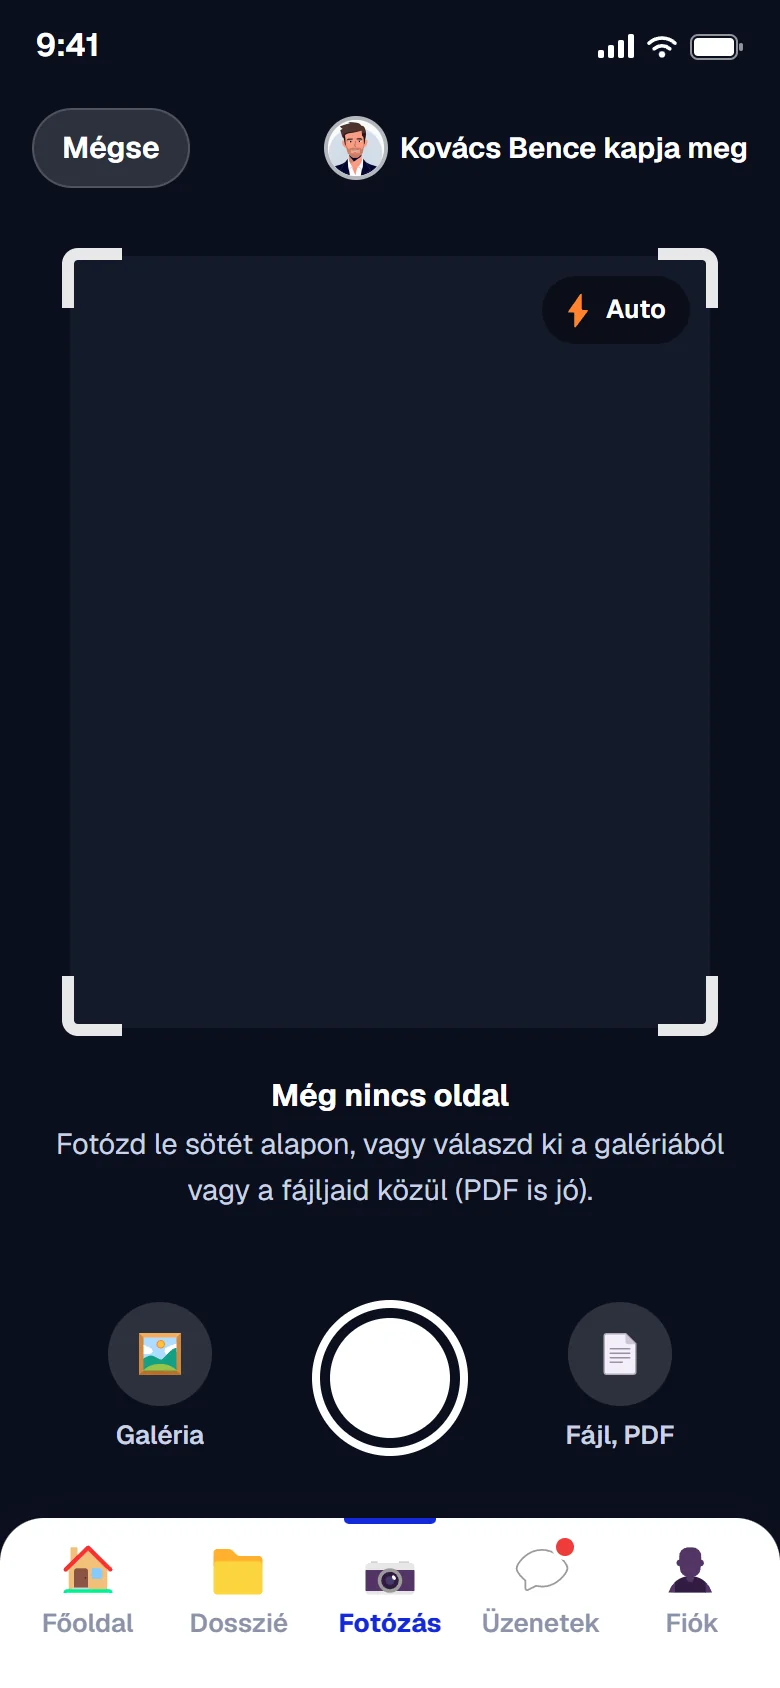 9:41
Mégse
Kovács Bence kapja meg
Auto
Még nincs oldal
Fotózd le sötét alapon, vagy válaszd ki a galériából
vagy a fájljaid közül (PDF is jó).
Galéria
Fájl, PDF
Főoldal
Dosszié
Fotózás
Üzenetek
Fiók